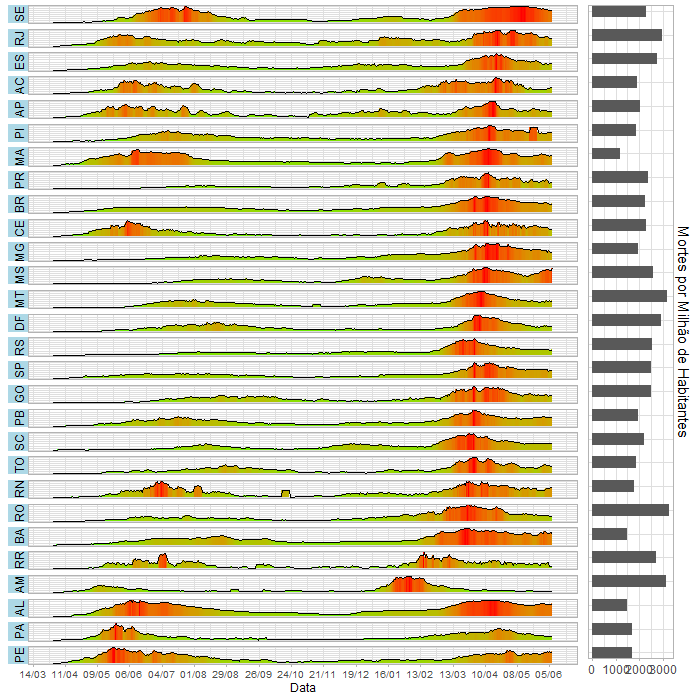 SE
RJ
ES
AC
AP
PI
MA
PR
BR
CE
MG
MS
MT
DF
RS
SP
GO
PB
SC
TO
RN
RO
BA
RR
AM
AL
PA
PE
14/03 11/04 09/05 06/06 04/07 01/08 29/08 26/09 24/10 21/11 19/12 16/01 13/02 13/03 10/04 08/05 05/06
Data
0 1000 2000 3000
Mortes por Milhão de Habitantes